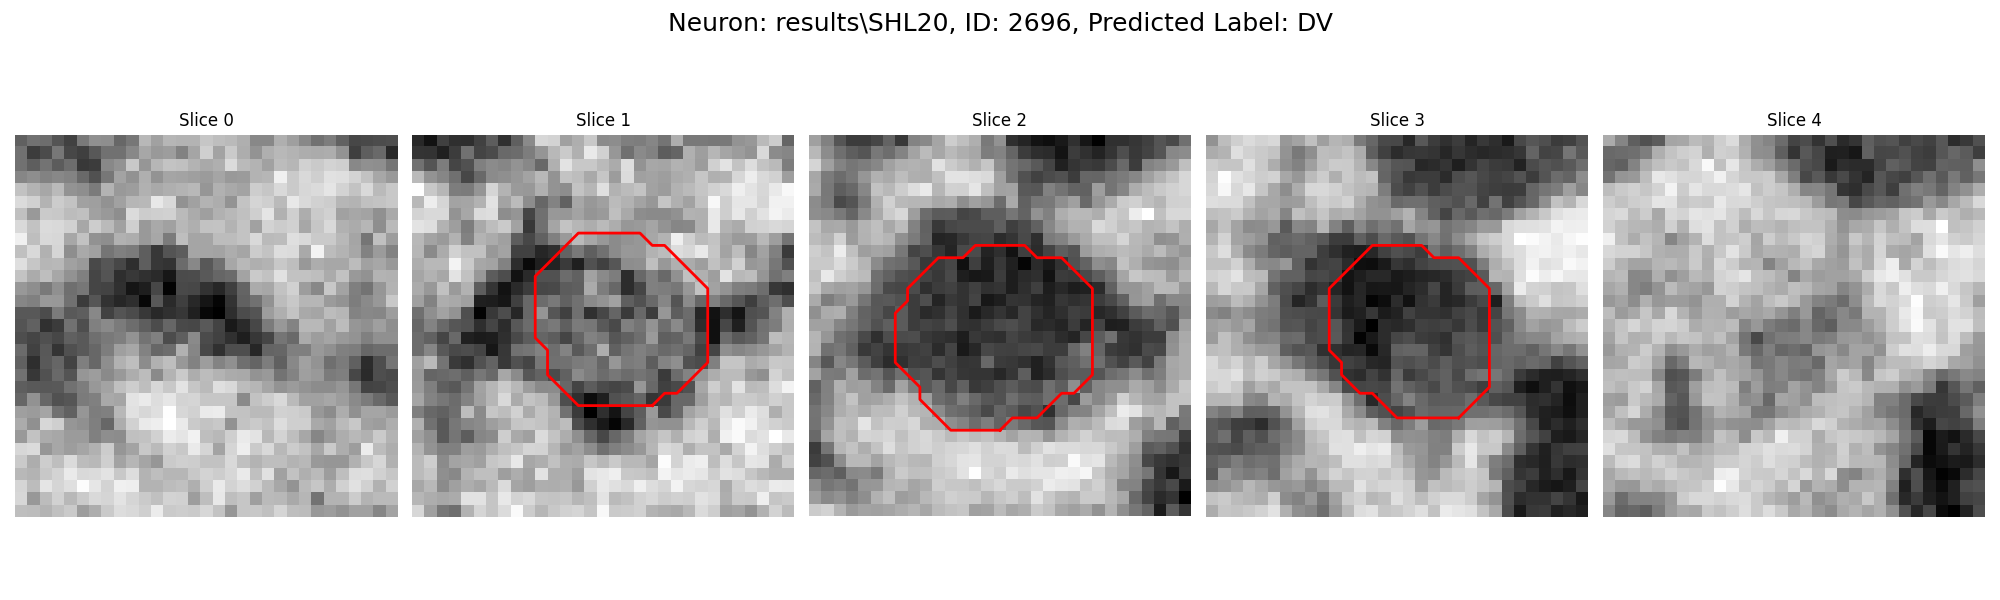 Neuron: results\SHL20, ID: 2696, Predicted Label: DV
Slice 0
Slice 1
Slice 2
Slice 3
Slice 4